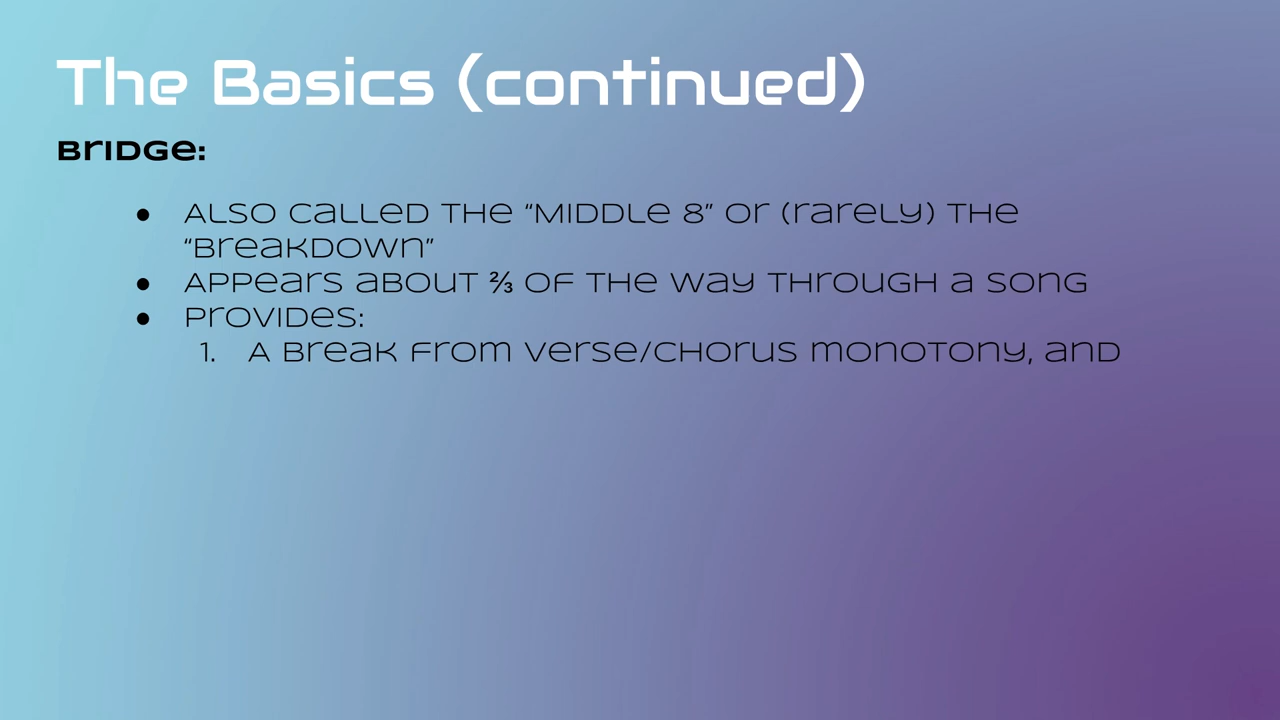 The Basics (continued)
Bridge:
● Also called the “Middle 8” or (rarely) the
“Breakdown”
● Appears about ⅔ of the way through a song
● Provides:
1. A break from verse/chorus monotony, and